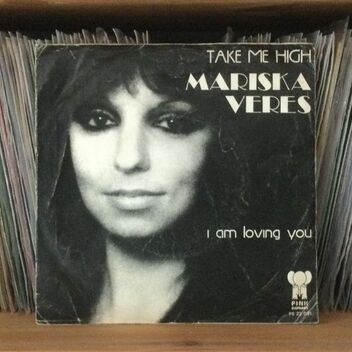 TAKE ME HIGH
MARISKA
VERES
I am loving you
PINK